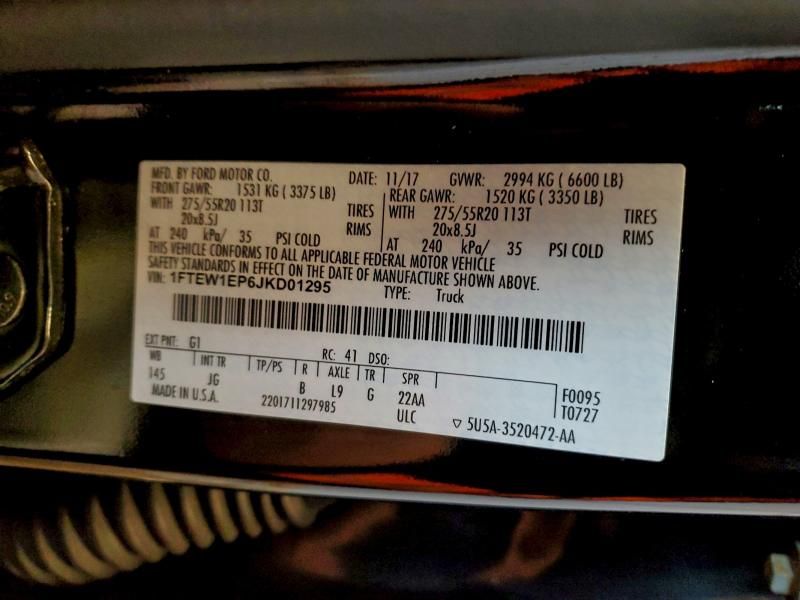 MFD. BY FORD MOTOR CO. DATE: 11/17 GVWR: 2994 KG ( 6600 LB)
FRONT GAWR: 1531 KG ( 3375 LB) REAR GAWR: 1520 KG ( 3350 LB)
WITH 275/55R20 113T TIRES WITH 275/55R20 113T TIRES
20x8.5J RIMS 20x8.5J RIMS
AT 240 kPa/ 35 PSI COLD AT 240 kPa/ 35 PSI COLD
THIS VEHICLE CONFORMS TO ALL APPLICABLE FEDERAL MOTOR VEHICLE
SAFETY STANDARDS IN EFFECT ON THE DATE OF MANUFACTURE SHOWN ABOVE.
VIN: 1FTEW1EP6JKD01295 TYPE: Truck
EXT PNT: G1 RC: 41 DSO:
WB INT TR TP/PS R AXLE TR SPR
145 JG B L9 G 22AA F0095
MADE IN U.S.A. 2201711297985 ULC T0727
▽ 5U5A-3520472-AA